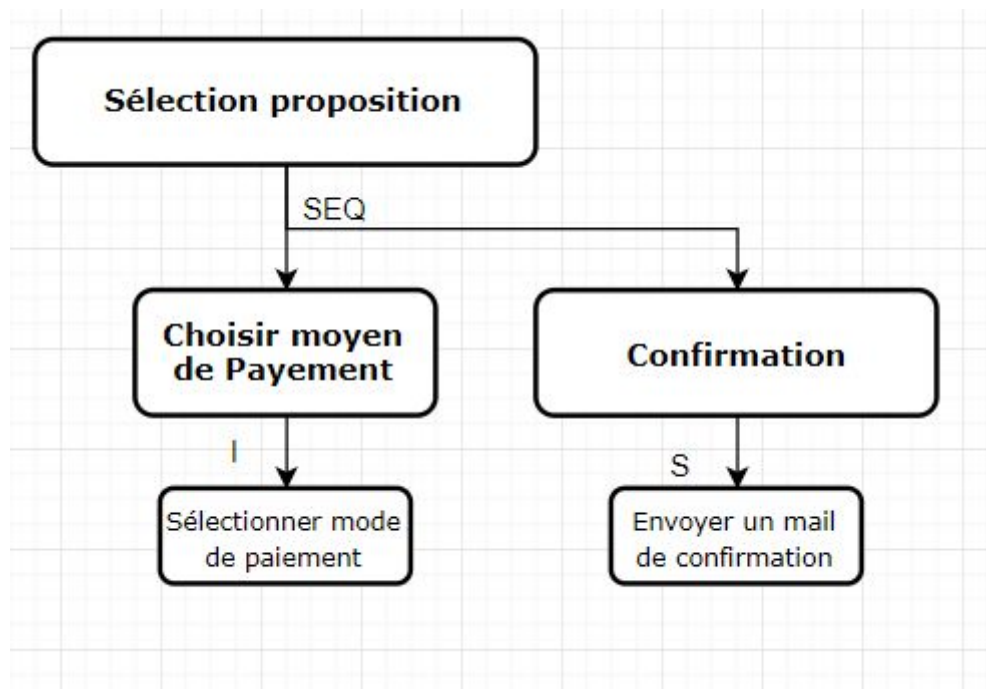 Sélection proposition
SEQ
Choisir moyen
de Payement
Confirmation
I
S
Sélectionner mode
de paiement
Envoyer un mail
de confirmation